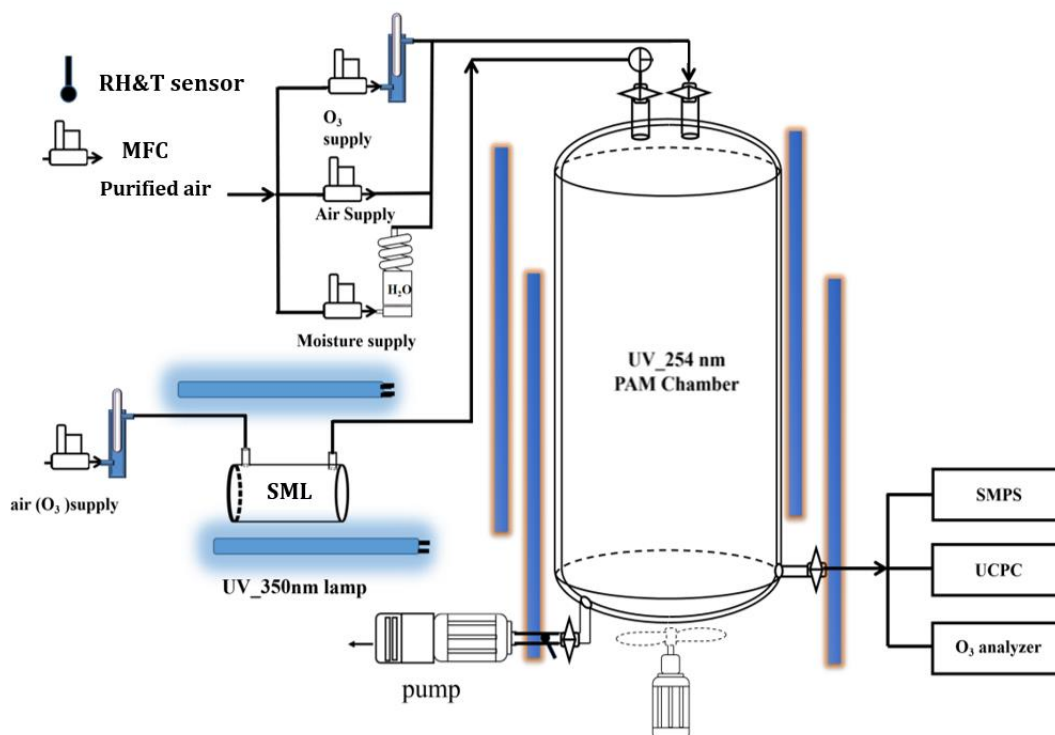 RH&T sensor
MFC
Purified air
O₃
supply
Air Supply
H₂O
Moisture supply
UV_254 nm
PAM Chamber
SML
air (O₃ )supply
UV_350nm lamp
SMPS
UCPC
O₃ analyzer
pump